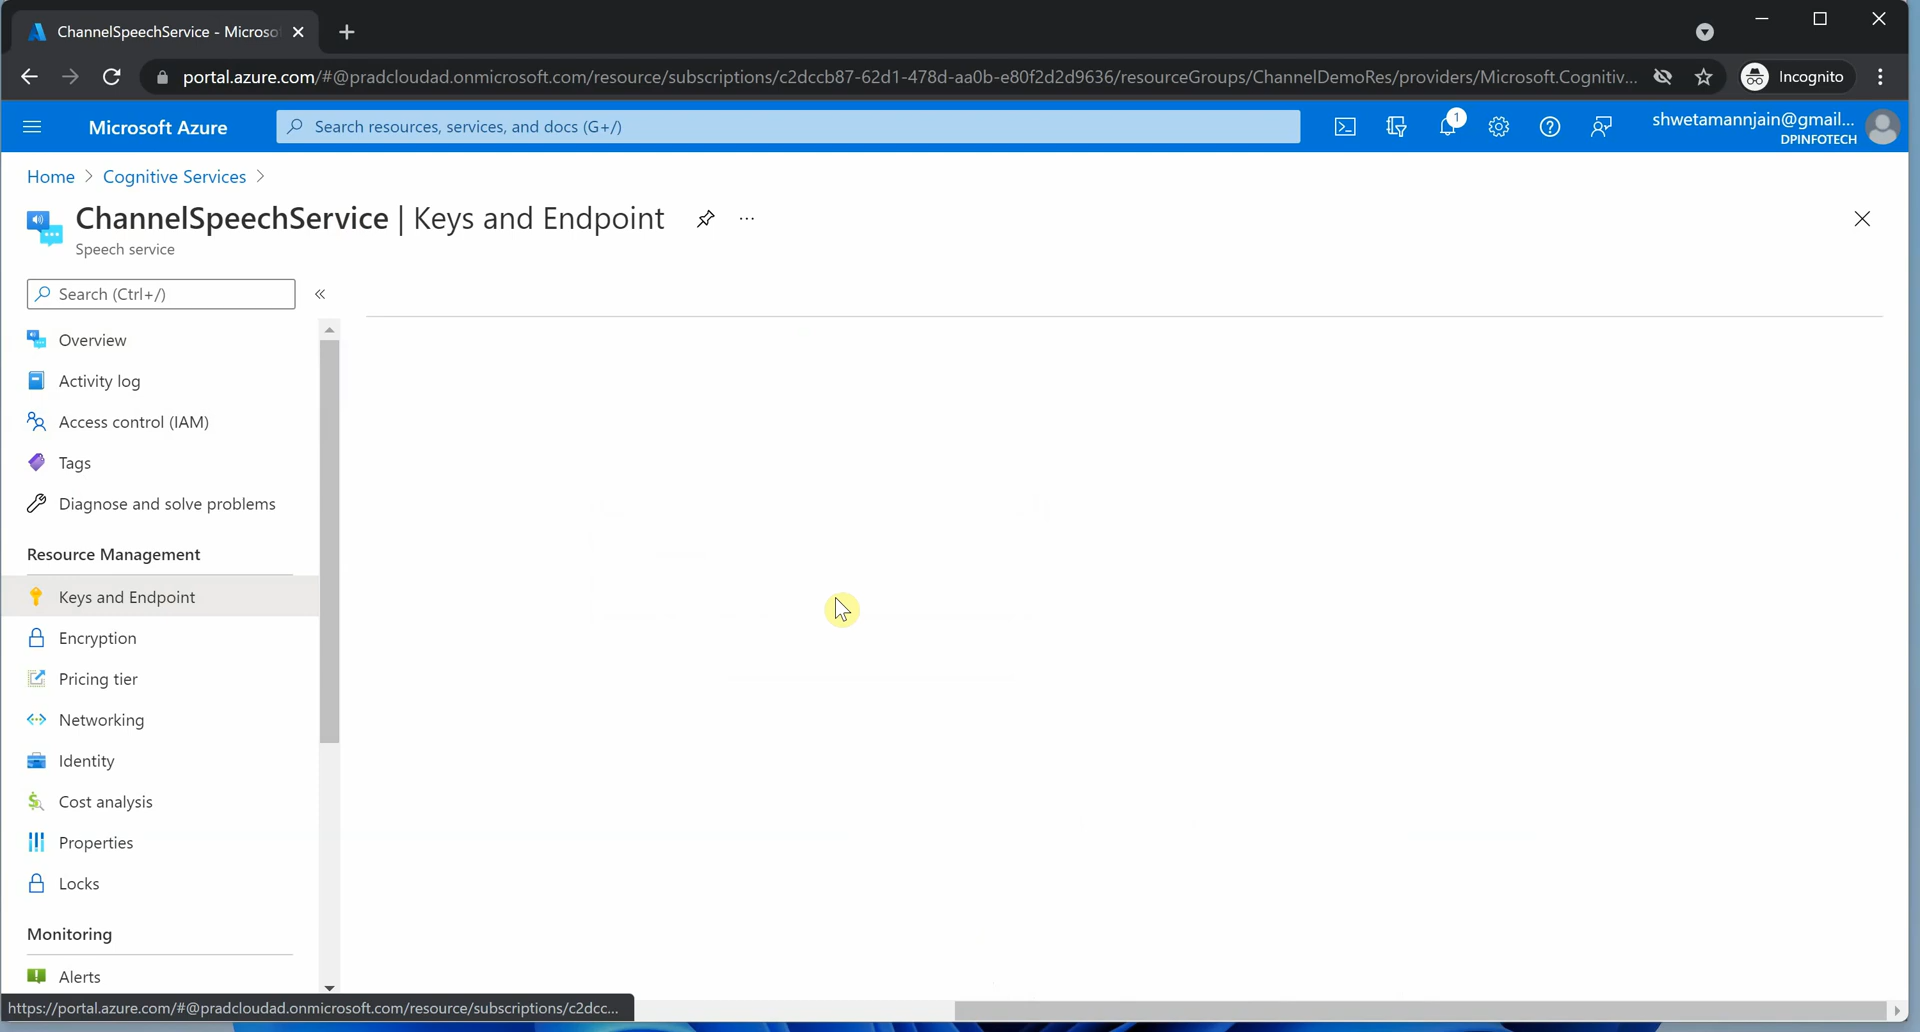 ChannelSpeechService - Microso
portal.azure.com/#@pradcloudad.onmicrosoft.com/resource/subscriptions/c2dccb87-62d1-478d-aa0b-e80f2d2d9636/resourceGroups/ChannelDemoRes/providers/Microsoft.Cognitiv...
Incognito
Microsoft Azure
Search resources, services, and docs (G+/)
1
shwetamannjain@gmail...
DPINFOTECH
Home > Cognitive Services >
ChannelSpeechService | Keys and Endpoint
Speech service
Search (Ctrl+/)
Overview
Activity log
Access control (IAM)
Tags
Diagnose and solve problems
Resource Management
Keys and Endpoint
Encryption
Pricing tier
Networking
Identity
Cost analysis
Properties
Locks
Monitoring
Alerts
https://portal.azure.com/#@pradcloudad.onmicrosoft.com/resource/subscriptions/c2dcc...